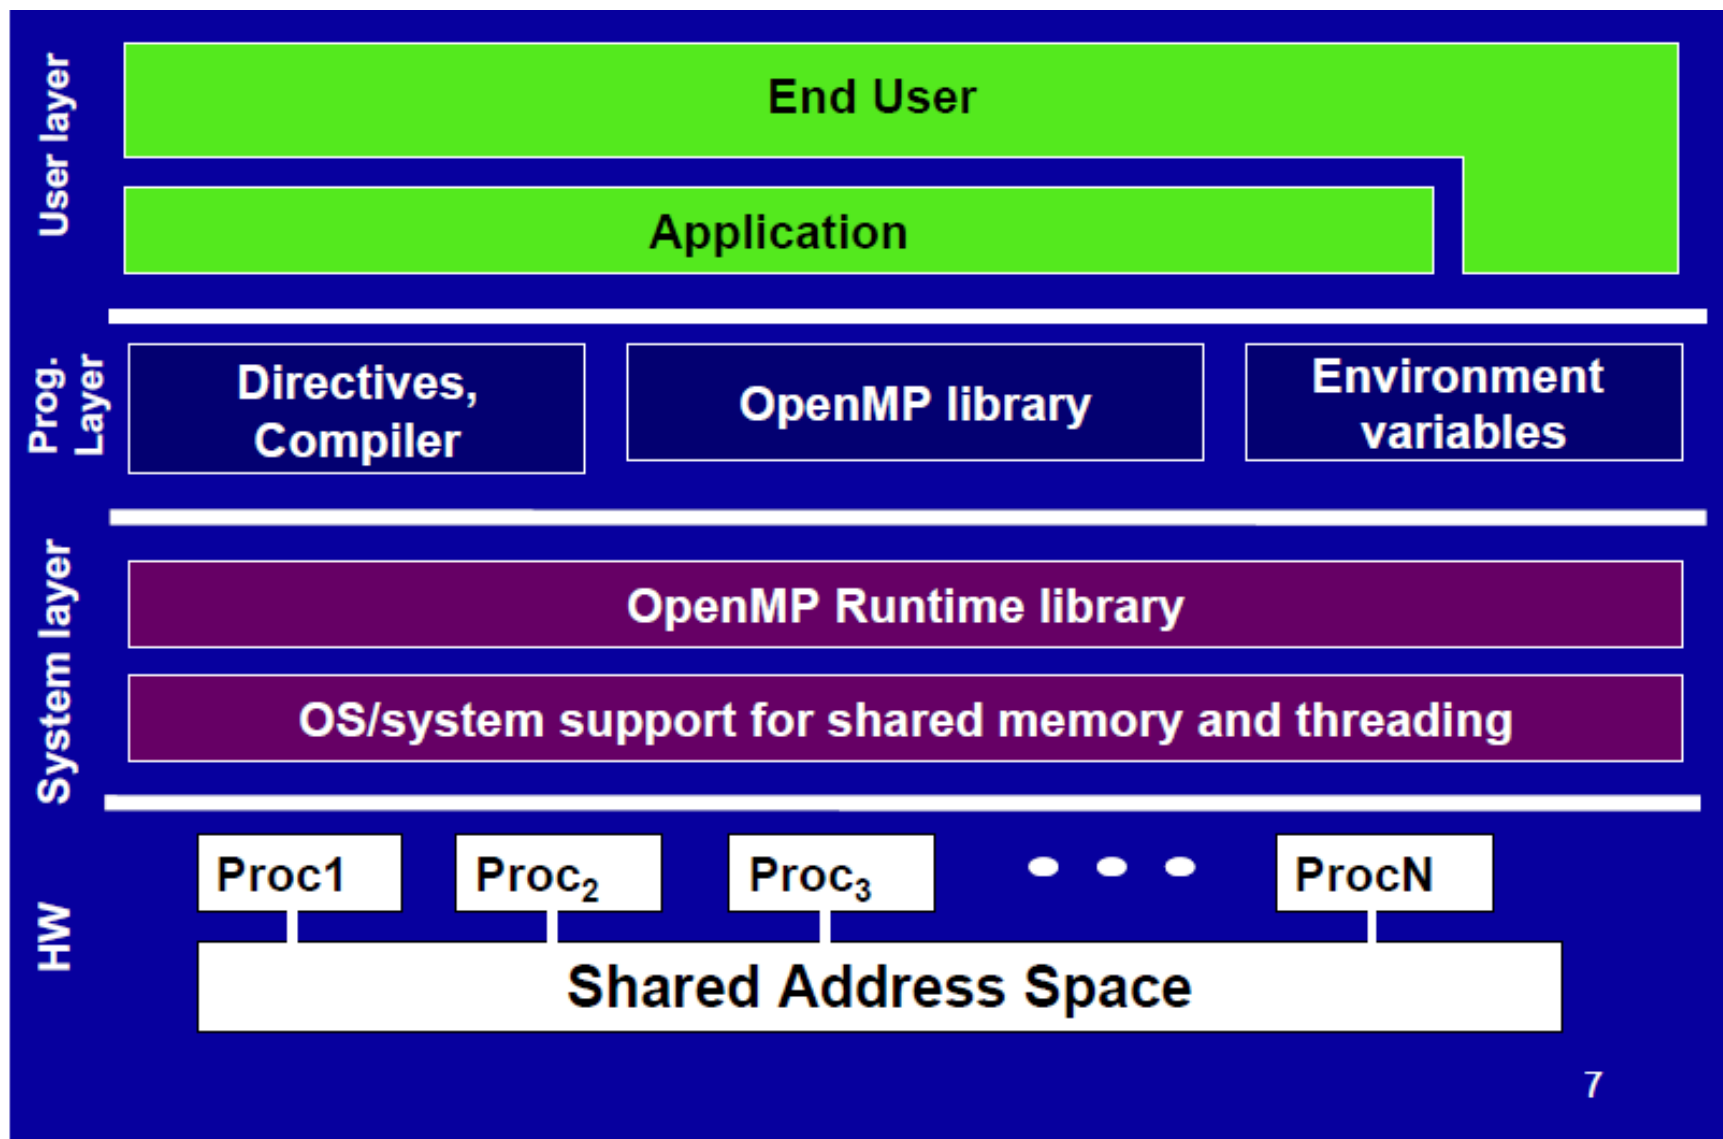 User layer
End User
Application
Prog.
Layer
Directives,
Compiler
OpenMP library
Environment
variables
System layer
OpenMP Runtime library
OS/system support for shared memory and threading
HW
Proc1
Proc₂
Proc₃
ProcN
Shared Address Space
7